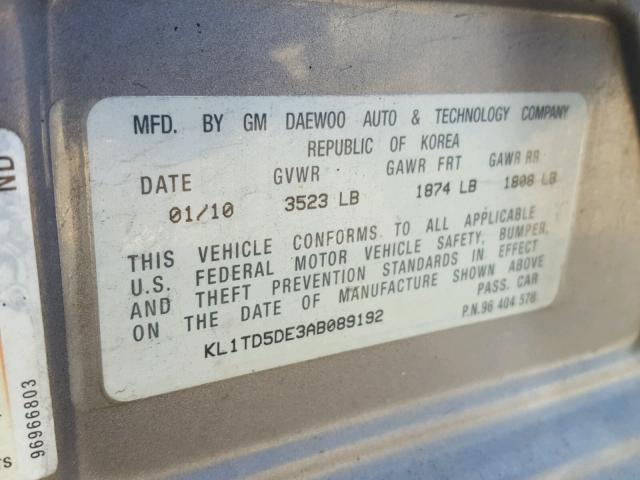 MFD. BY GM DAEWOO AUTO & TECHNOLOGY COMPANY
REPUBLIC OF KOREA
DATE GVWR GAWR FRT GAWR RR
01/10 3523 LB 1874 LB 1808 LB
THIS VEHICLE CONFORMS TO ALL APPLICABLE
U.S. FEDERAL MOTOR VEHICLE SAFETY, BUMPER,
AND THEFT PREVENTION STANDARDS IN EFFECT
ON THE DATE OF MANUFACTURE SHOWN ABOVE
PASS. CAR
KL1TD5DE3AB089192
P.N.96 404 578
ND
96966803
TS